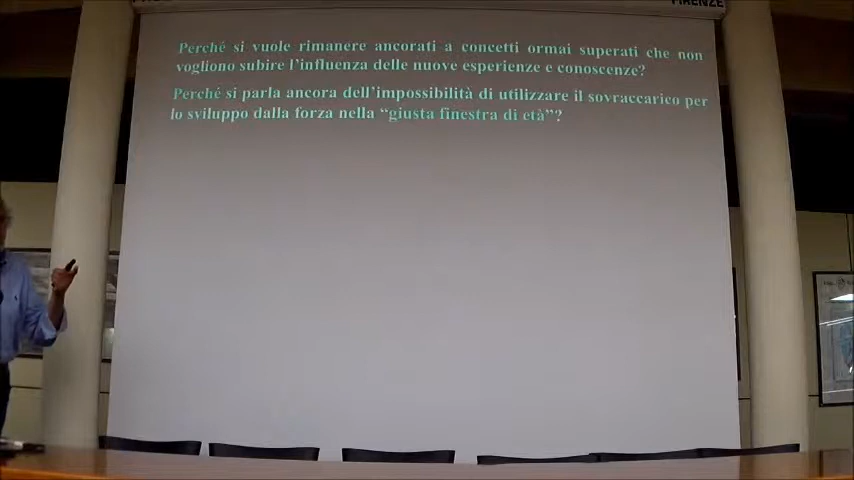 FIRENZE
Perché si vuole rimanere ancorati a concetti ormai superati che non
vogliono subire l'influenza delle nuove esperienze e conoscenze?
Perché si parla ancora dell'impossibilità di utilizzare il sovraccarico per
lo sviluppo dalla forza nella "giusta finestra di età"?